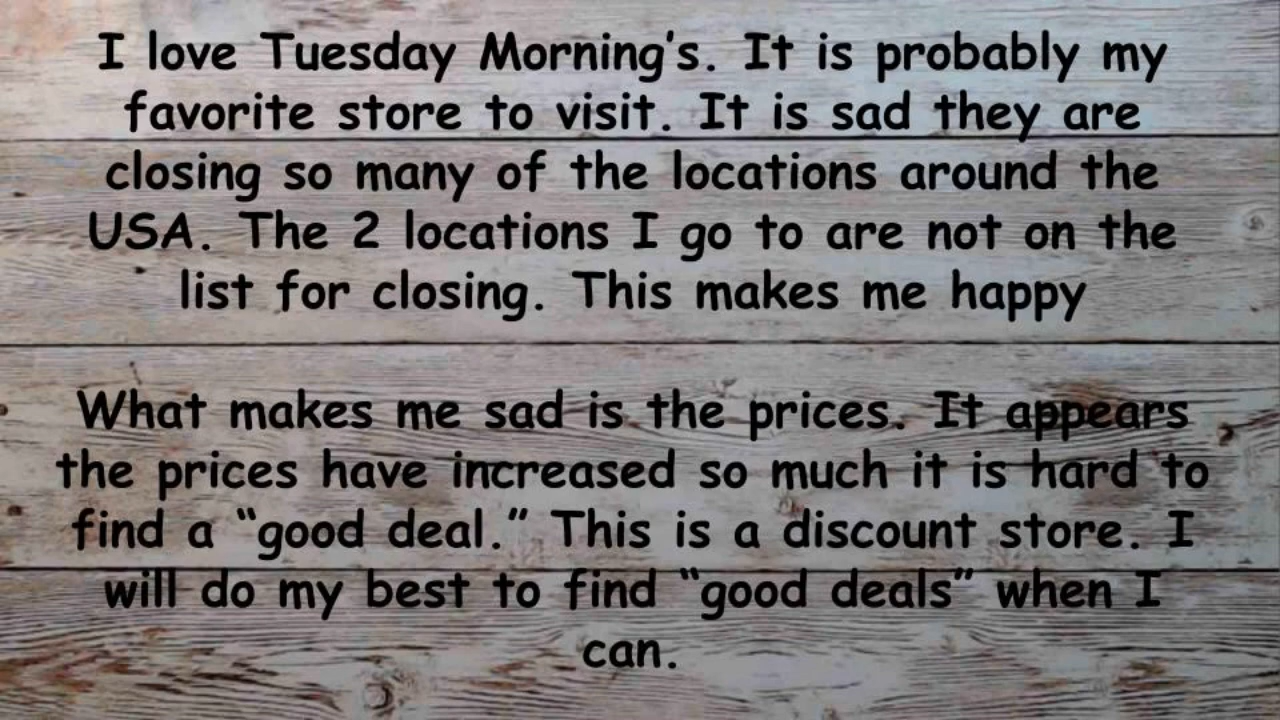 I love Tuesday Morning's. It is probably my
favorite store to visit. It is sad they are
closing so many of the locations around the
USA. The 2 locations I go to are not on the
list for closing. This makes me happy
What makes me sad is the prices. It appears
the prices have increased so much it is hard to
find a “good deal.” This is a discount store. I
will do my best to find “good deals” when I
can.